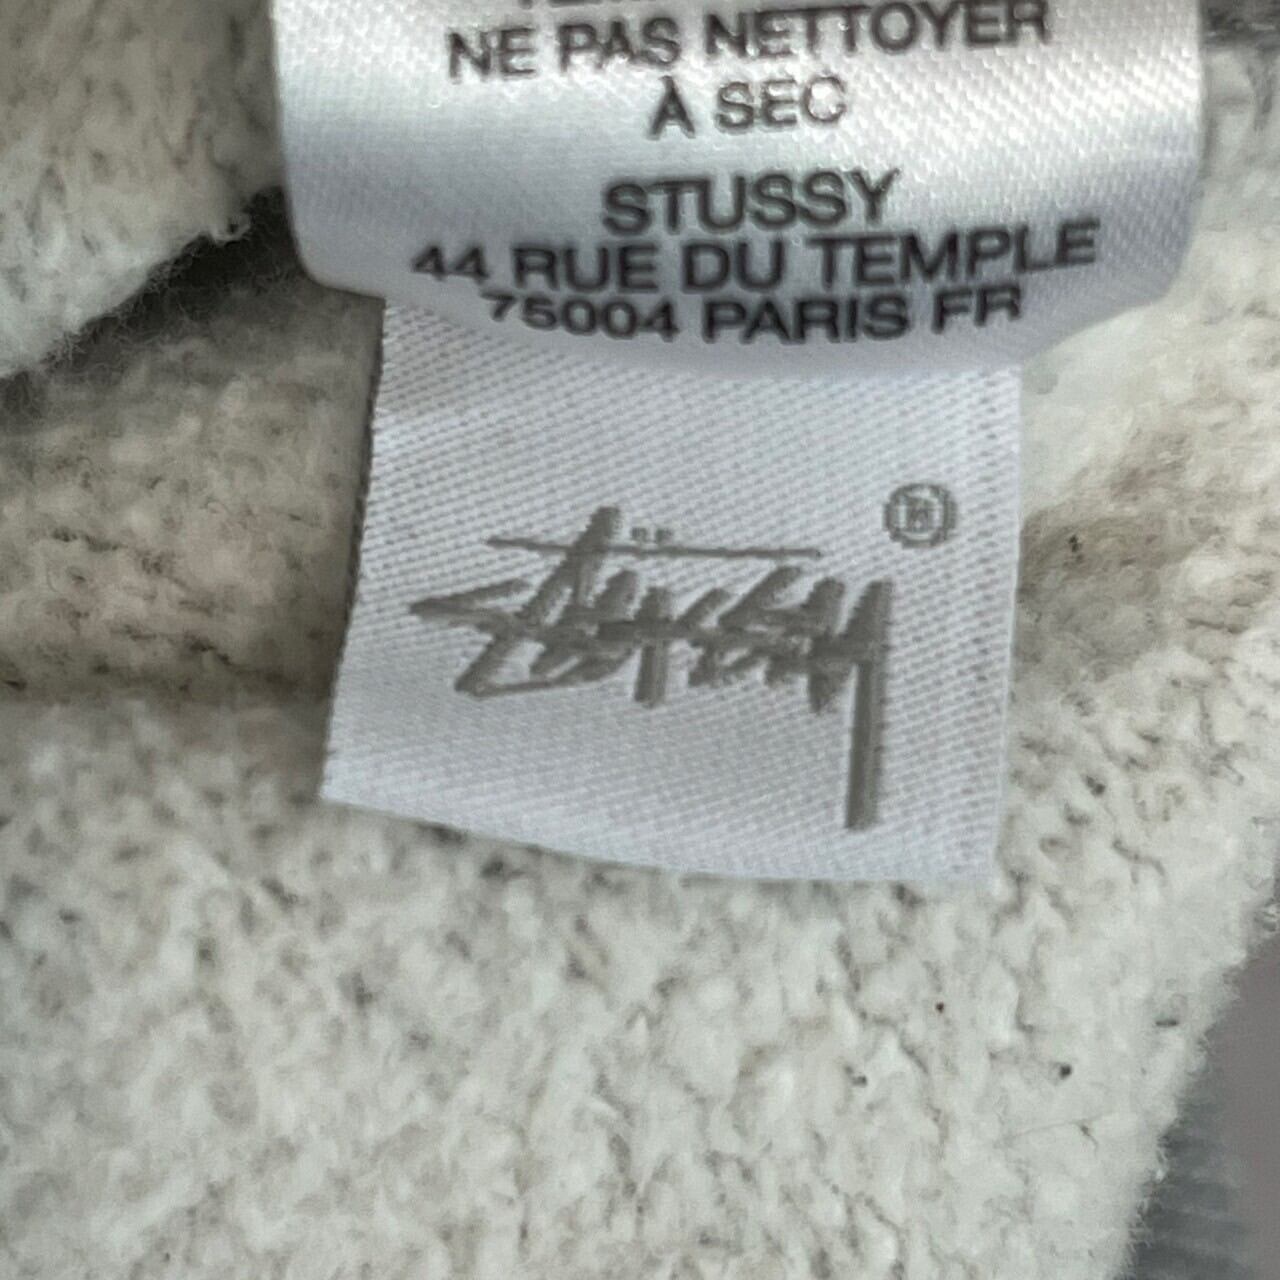 NE PAS NETTOYER
À SEC
STUSSY
44 RUE DU TEMPLE
75004 PARIS FR
®
Stüssy